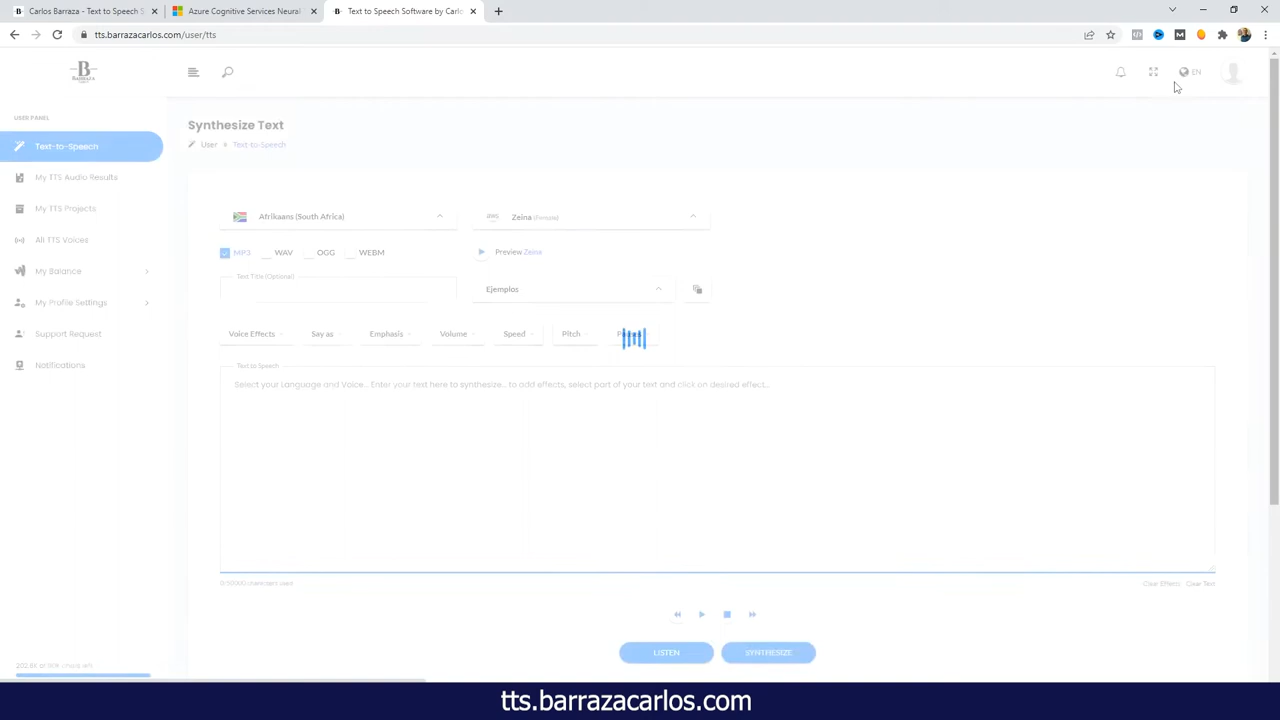 Carlos Barraza - Text to Speech S
Azure Cognitive Services Neural
Text to Speech Software by Carlo
tts.barrazacarlos.com/user/tts
B
BARRAZA
EN
USER PANEL
Text-to-Speech
My TTS Audio Results
My TTS Projects
All TTS Voices
My Balance
My Profile Settings
Support Request
Notifications
Synthesize Text
User
Text-to-Speech
Afrikaans (South Africa)
aws Zeina (Female)
MP3 WAV OGG WEBM
Preview Zeina
Text Title (Optional)
Ejemplos
Voice Effects Say as Emphasis Volume Speed Pitch
Text to Speech
Select your Language and Voice... Enter your text here to synthesize... to add effects, select part of your text and click on desired effect...
characters used
Clear Effects Clear Text
LISTEN SYNTHESIZE
tts.barrazacarlos.com